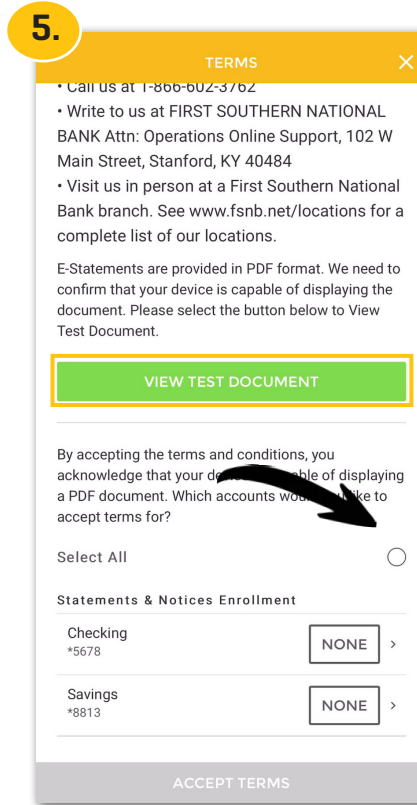 5.
TERMS
• Call us at 1-866-602-3762
• Write to us at FIRST SOUTHERN NATIONAL
BANK Attn: Operations Online Support, 102 W
Main Street, Stanford, KY 40484
• Visit us in person at a First Southern National
Bank branch. See www.fsnb.net/locations for a
complete list of our locations.
E-Statements are provided in PDF format. We need to
confirm that your device is capable of displaying the
document. Please select the button below to View
Test Document.
VIEW TEST DOCUMENT
By accepting the terms and conditions, you
acknowledge that your of displaying
a PDF document. Which accounts to
accept terms for?
Select All
Statements & Notices Enrollment
Checking
*5678
NONE
Savings
*8813
NONE
ACCEPT TERMS